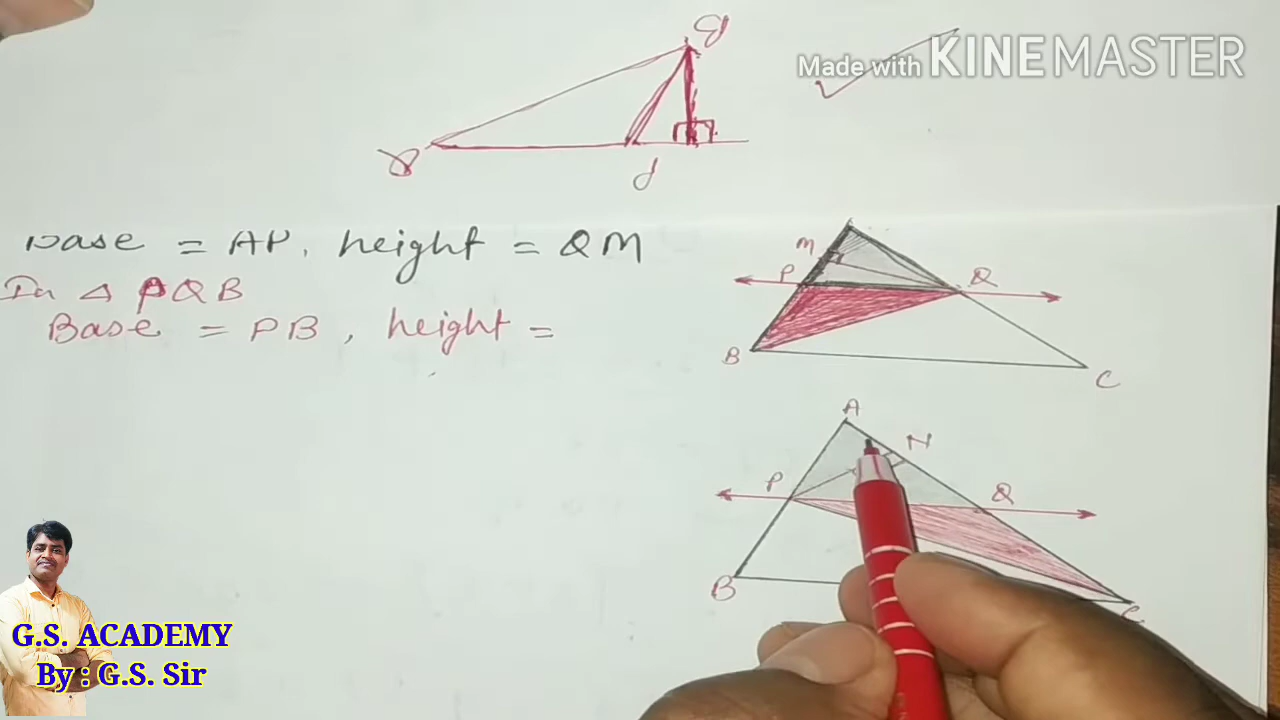 Made with KINEMASTER
Base = AP, height = QM
In △ PQB
Base = PB, height =
M
P
Q
B
C
A
N
P
Q
B
C
G.S. ACADEMY
By : G.S. Sir